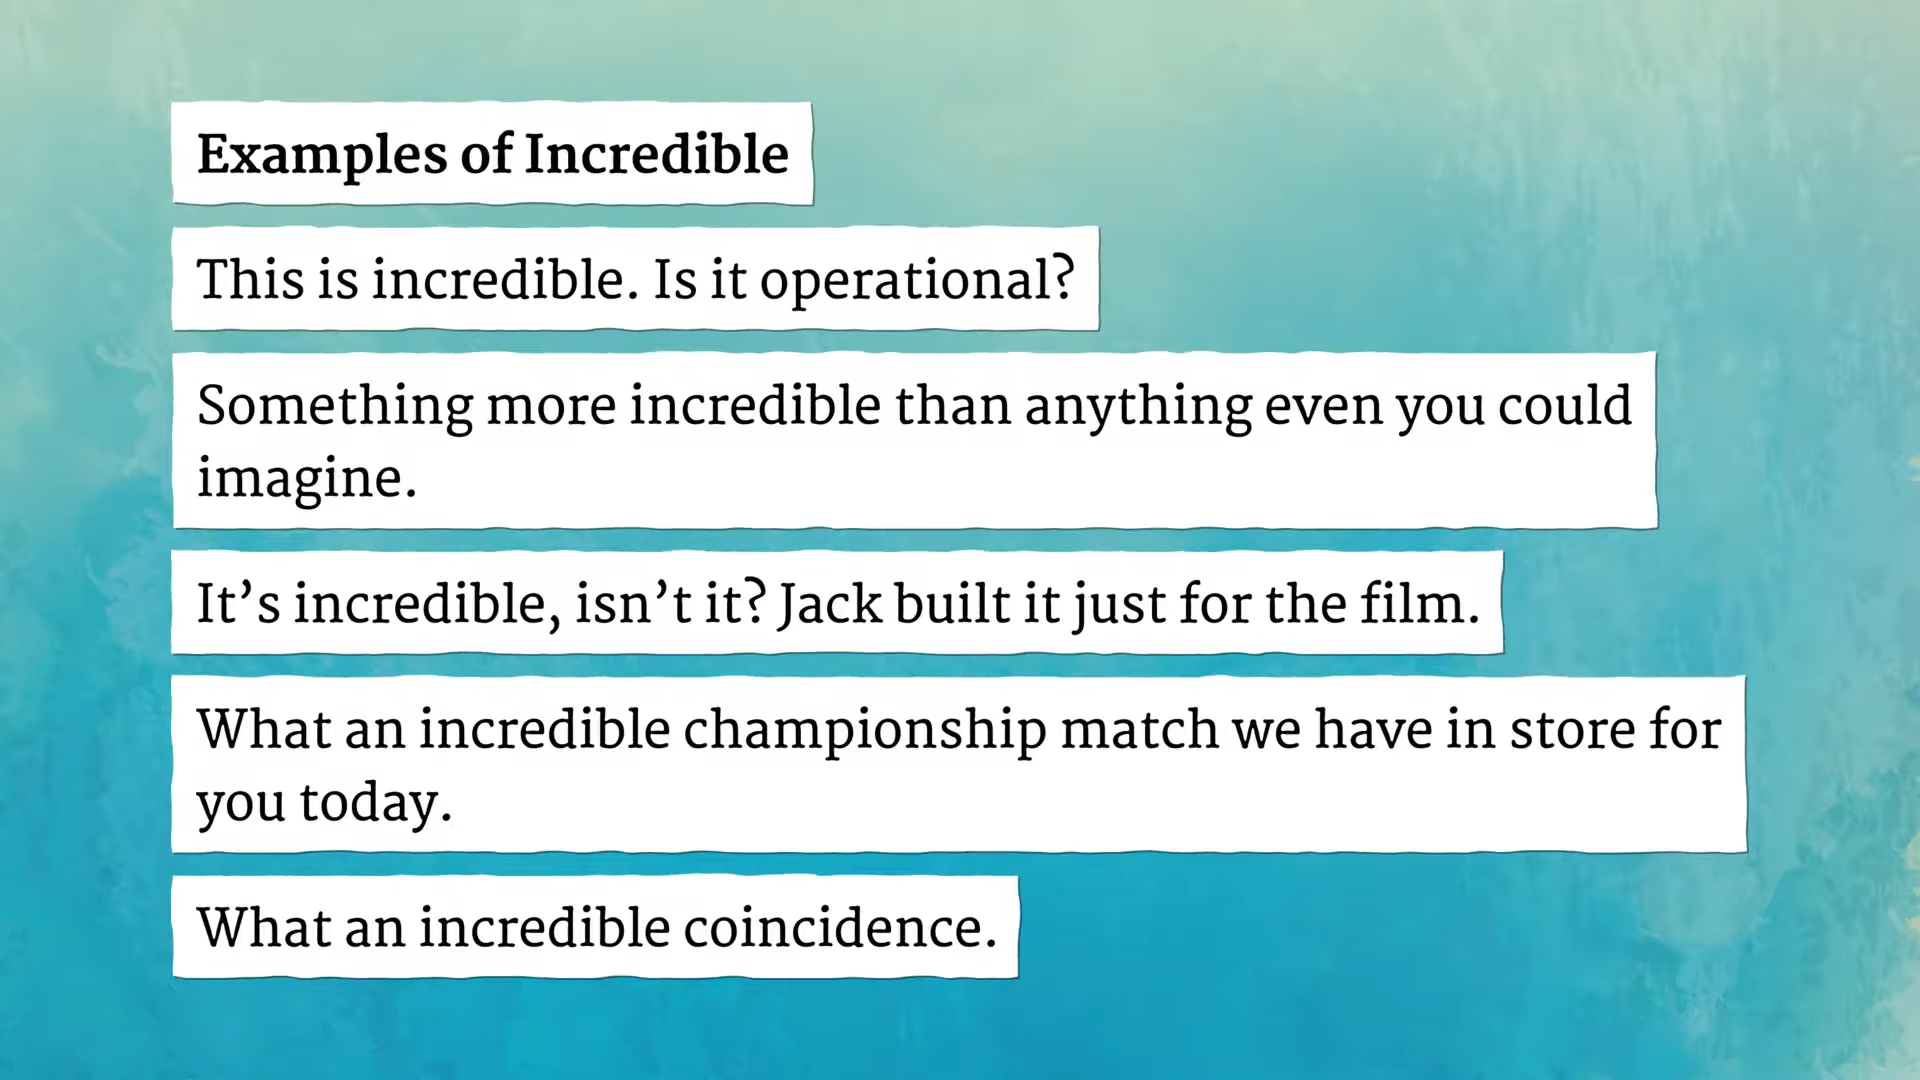 Examples of Incredible
This is incredible. Is it operational?
Something more incredible than anything even you could
imagine.
It’s incredible, isn’t it? Jack built it just for the film.
What an incredible championship match we have in store for
you today.
What an incredible coincidence.